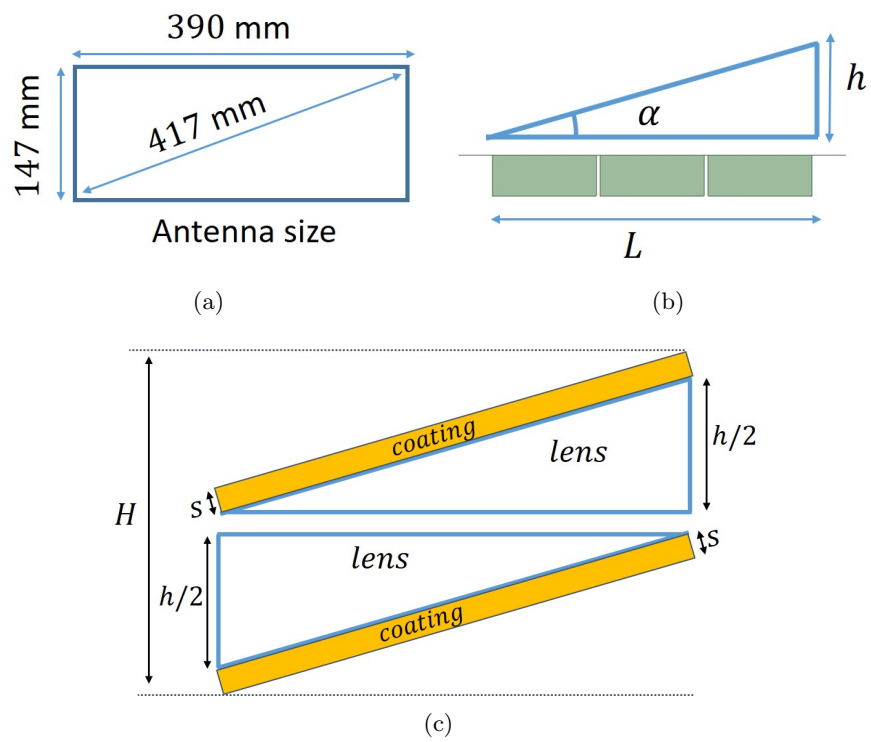 390 mm
147 mm
417 mm
Antenna size
(a)
α
h
L
(b)
H
s
coating
lens
h/2
h/2
lens
coating
s
(c)